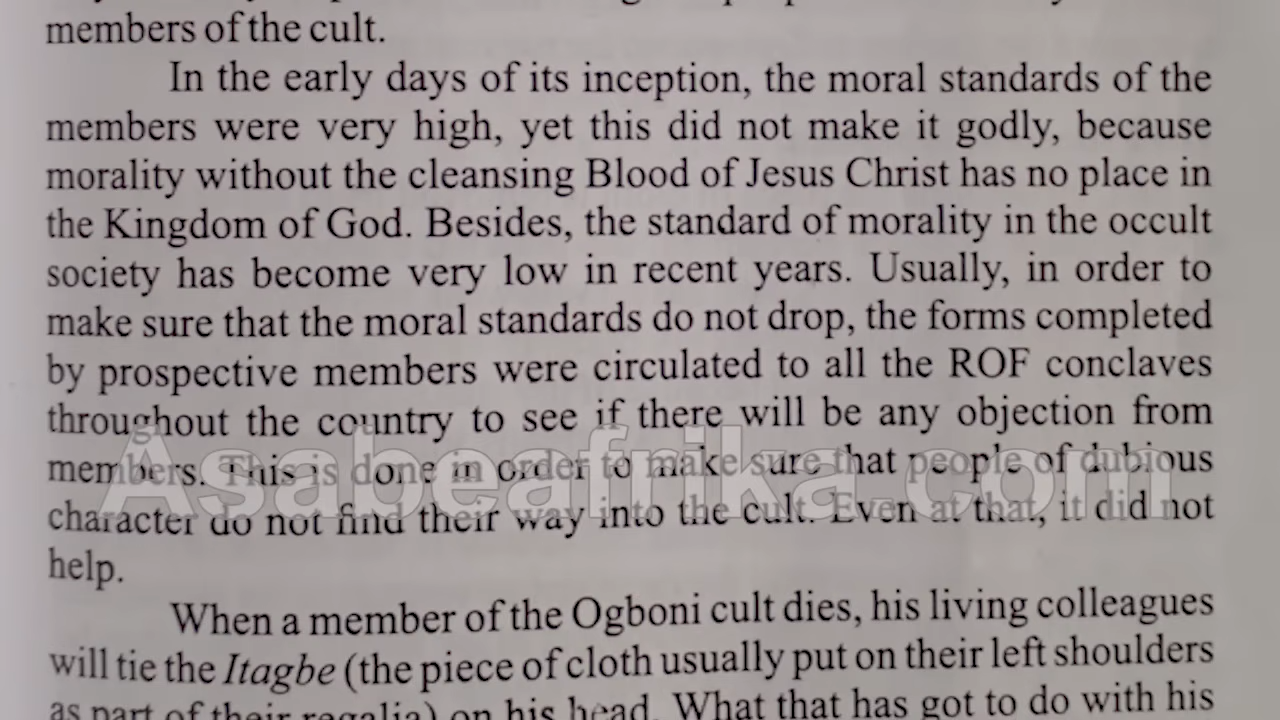 members of the cult.
In the early days of its inception, the moral standards of the
members were very high, yet this did not make it godly, because
morality without the cleansing Blood of Jesus Christ has no place in
the Kingdom of God. Besides, the standard of morality in the occult
society has become very low in recent years. Usually, in order to
make sure that the moral standards do not drop, the forms completed
by prospective members were circulated to all the ROF conclaves
throughout the country to see if there will be any objection from
members. This is done in order to make sure that people of dubious
Asabeafrika.com
character do not find their way into the cult. Even at that, it did not
help.
When a member of the Ogboni cult dies, his living colleagues
will tie the Itagbe (the piece of cloth usually put on their left shoulders
as part of their regalia) on his head. What that has got to do with his